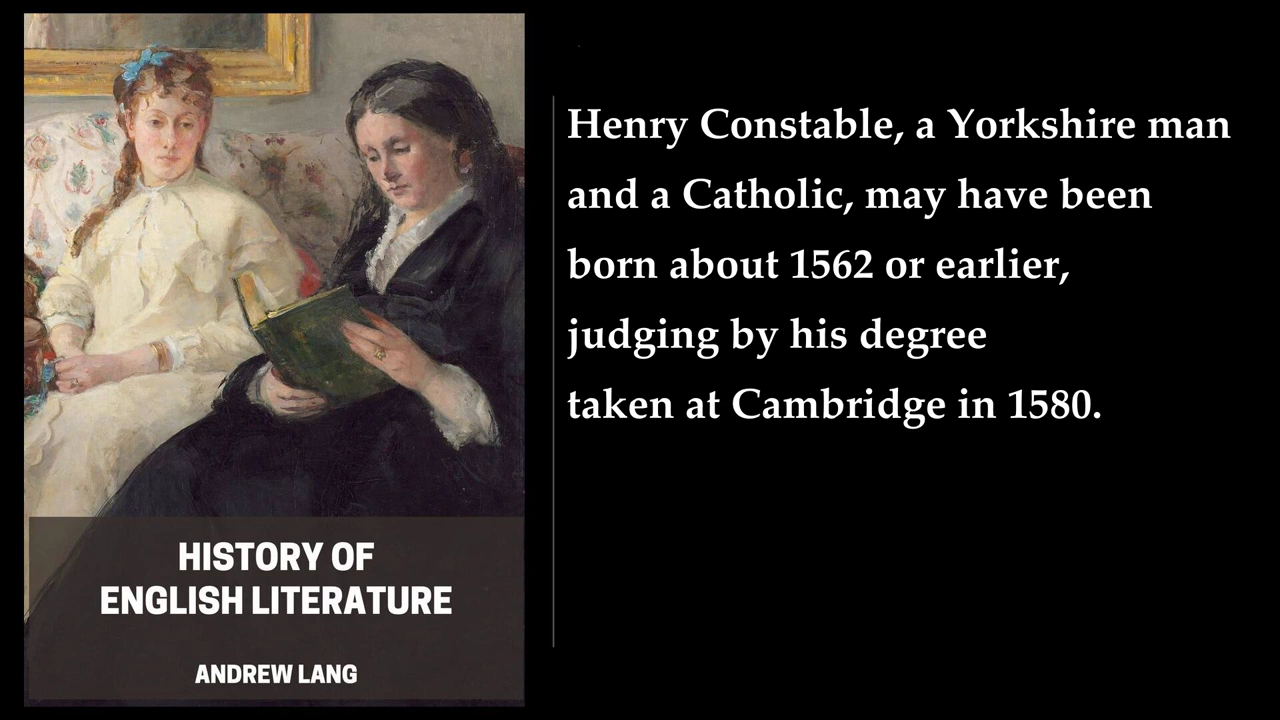 HISTORY OF
ENGLISH LITERATURE
ANDREW LANG
Henry Constable, a Yorkshire man
and a Catholic, may have been
born about 1562 or earlier,
judging by his degree
taken at Cambridge in 1580.